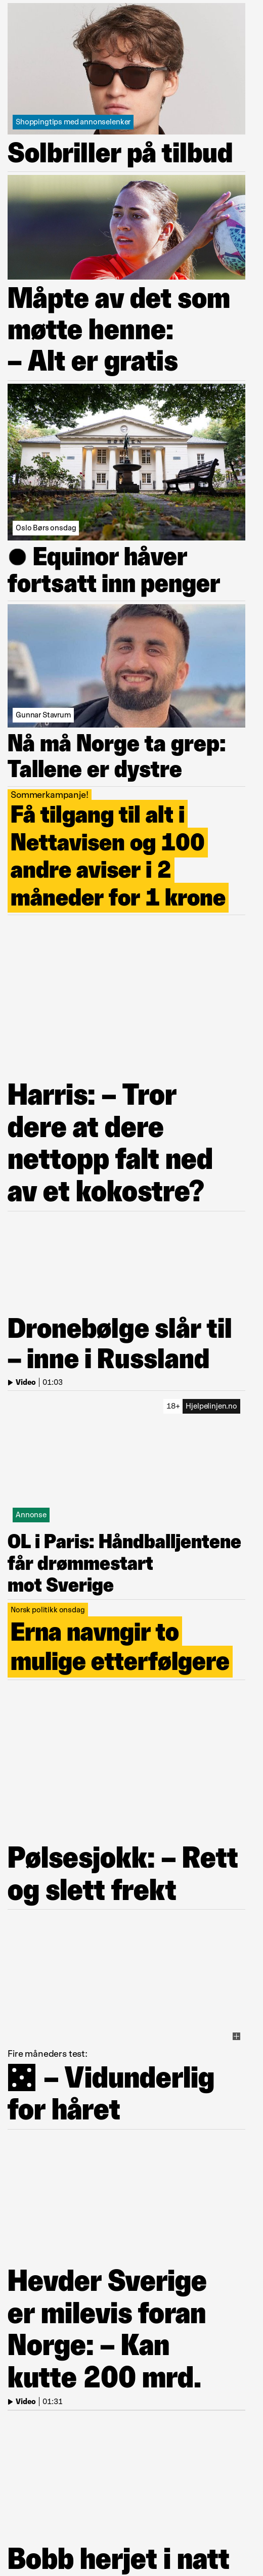 Shoppingtips med annonselenker
Solbriller på tilbud
Måpte av det som
møtte henne:
– Alt er gratis
Oslo Børs onsdag
● Equinor håver
fortsatt inn penger
Gunnar Stavrum
Nå må Norge ta grep:
Tallene er dystre
Sommerkampanje!
Få tilgang til alt i
Nettavisen og 100
andre aviser i 2
måneder for 1 krone
Harris: – Tror
dere at dere
nettopp falt ned
av et kokostre?
Dronebølge slår til
– inne i Russland
Video | 01:03
18+ Hjelpelinjen.no
Annonse
OL i Paris: Håndballjentene
får drømmestart
mot Sverige
Norsk politikk onsdag
Erna navngir to
mulige etterfølgere
Pølsesjokk: – Rett
og slett frekt
Fire måneders test:
– Vidunderlig
for håret
Hevder Sverige
er milevis foran
Norge: – Kan
kutte 200 mrd.
Video | 01:31
Bobb herjet i natt